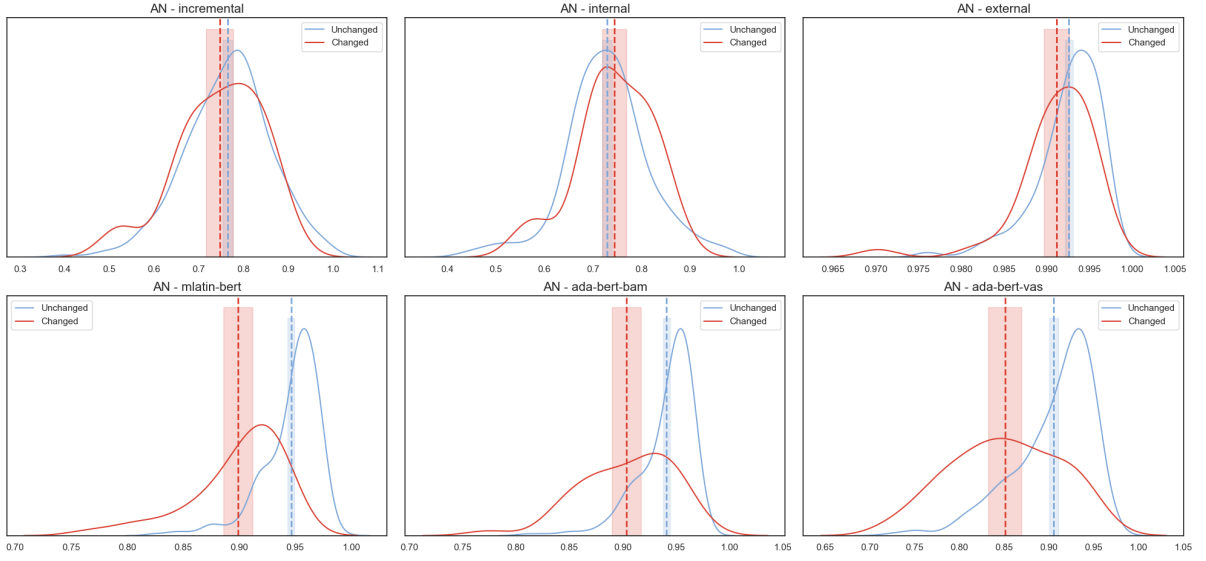 AN - incremental
Unchanged
Changed
0.3 0.4 0.5 0.6 0.7 0.8 0.9 1.0 1.1
AN - internal
Unchanged
Changed
0.4 0.5 0.6 0.7 0.8 0.9 1.0
AN - external
Unchanged
Changed
0.965 0.970 0.975 0.980 0.985 0.990 0.995 1.000 1.005
AN - mlatin-bert
Unchanged
Changed
0.70 0.75 0.80 0.85 0.90 0.95 1.00
AN - ada-bert-bam
Unchanged
Changed
0.70 0.75 0.80 0.85 0.90 0.95 1.00 1.05
AN - ada-bert-vas
Unchanged
Changed
0.65 0.70 0.75 0.80 0.85 0.90 0.95 1.00 1.05